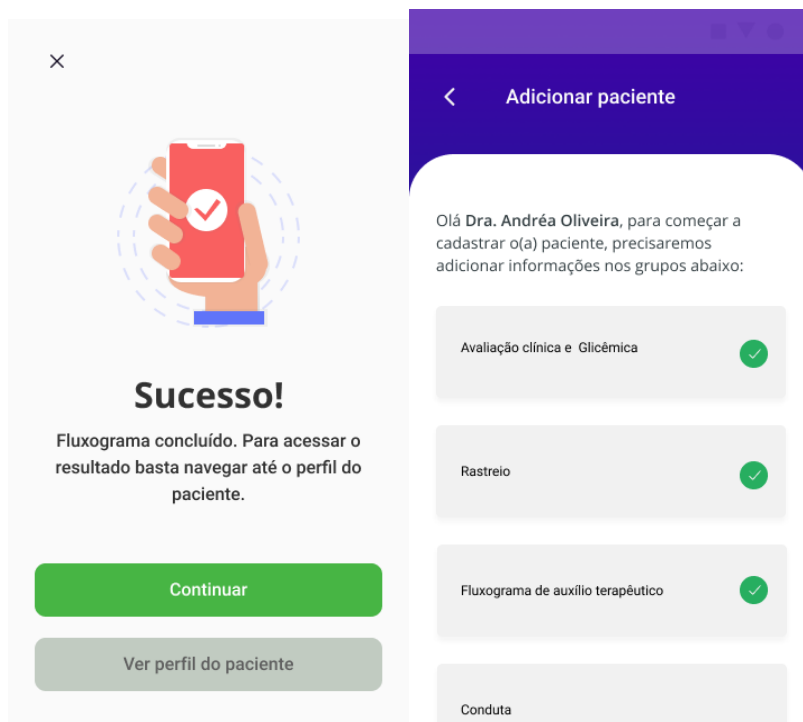 Sucesso!
Fluxograma concluído. Para acessar o
resultado basta navegar até o perfil do
paciente.
Continuar
Ver perfil do paciente
Adicionar paciente
Olá Dra. Andréa Oliveira, para começar a
cadastrar o(a) paciente, precisaremos
adicionar informações nos grupos abaixo:
Avaliação clínica e Glicêmica
Rastreio
Fluxograma de auxílio terapêutico
Conduta